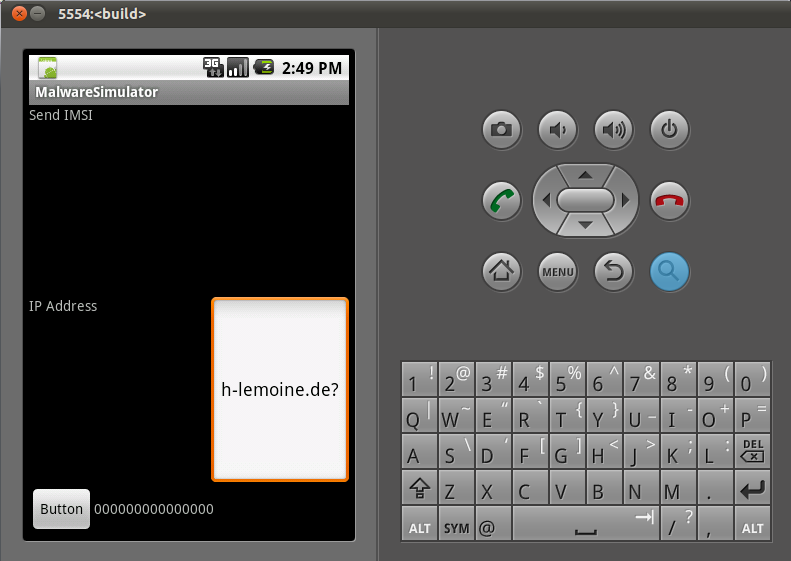 5554:<build>
3G 2:49 PM
MalwareSimulator
Send IMSI
IP Address
h-lemoine.de?
Button 000000000000000
MENU
1 ! 2 @ 3 # 4 $ 5 % 6 ^ 7 & 8 * 9 ( 0 )
Q | W ~ E “ R ` T { Y } U _ I - O + P =
A S \ D ‘ F [ G ] H < J > K ; L : DEL
Z X C V B N M .
ALT SYM @ / ? , ALT